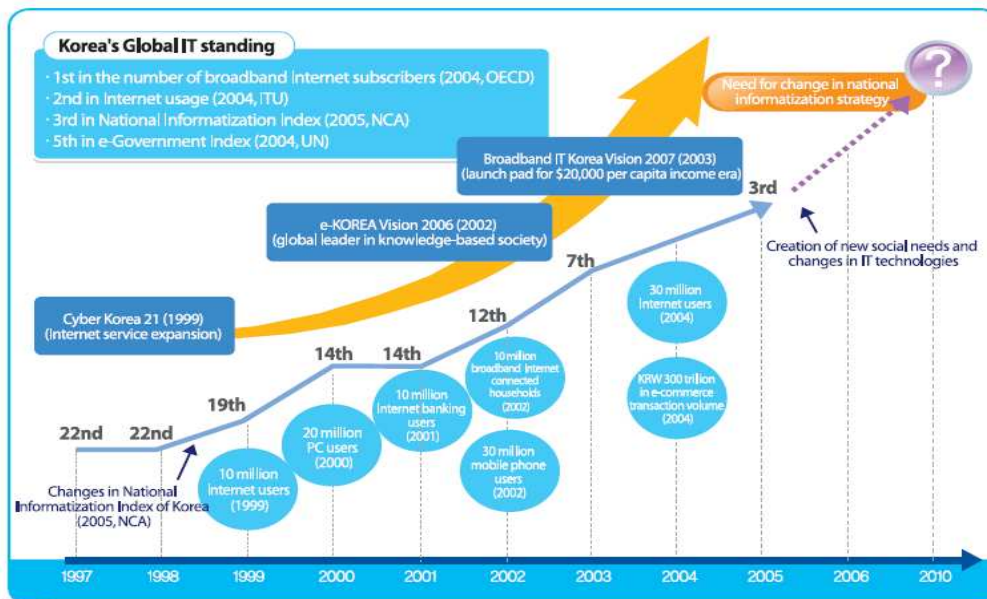 Korea's Global IT standing
· 1st in the number of broadband Internet subscribers (2004, OECD)
· 2nd in Internet usage (2004, ITU)
· 3rd in National Informatization Index (2005, NCA)
· 5th in e-Government Index (2004, UN)
?
Need for change in national
informatization strategy
Broadband IT Korea Vision 2007 (2003)
(launch pad for $20,000 per capita income era)
3rd
e-KOREA Vision 2006 (2002)
(global leader in knowledge-based society)
Creation of new social needs and
changes in IT technologies
7th
Cyber Korea 21 (1999)
(Internet service expansion)
30 million
Internet users
(2004)
12th
14th
14th
10 million
broadband Internet
connected
households
(2002)
KRW 300 trillion
in e-commerce
transaction volume
(2004)
19th
10 million
Internet banking
users
(2001)
22nd
22nd
20 million
PC users
(2000)
30 million
mobile phone
users
(2002)
10 million
Internet users
(1999)
Changes in National
Informatization Index of Korea
(2005, NCA)
1997 1998 1999 2000 2001 2002 2003 2004 2005 2006 2010